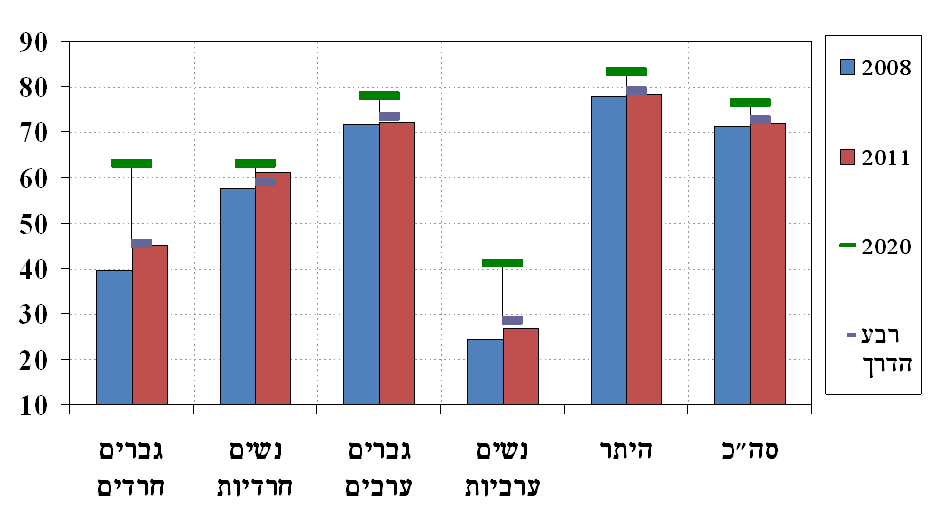 90
80
70
60
50
40
30
20
10
גברים
חרדים
נשים
חרדיות
גברים
ערבים
נשים
ערביות
היתר
סה"כ
2008
2011
2020
רבע
הדרך